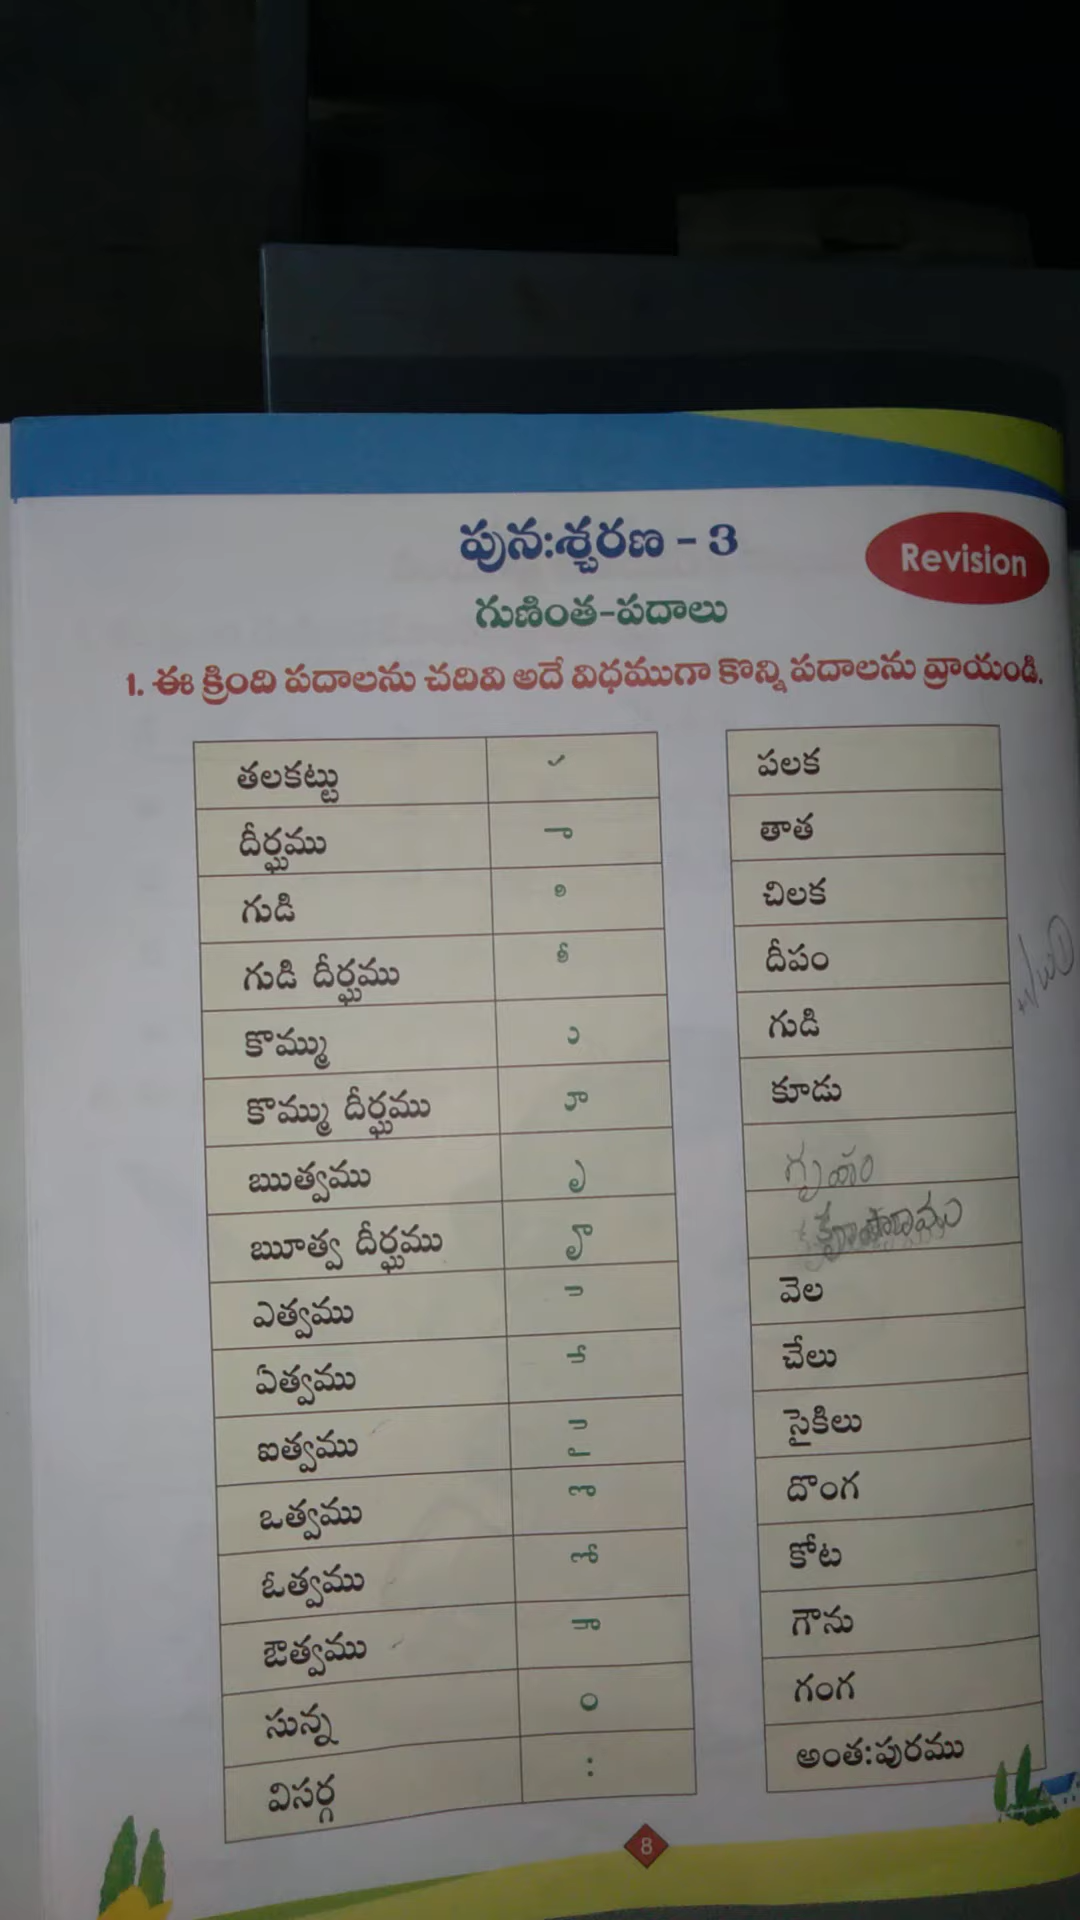 పున:శ్చరణ - 3
Revision
గుణింత-పదాలు
1. ఈ క్రింది పదాలను చదివి అదే విధముగా కొన్ని పదాలను వ్రాయండి.
తలకట్టు ✓ పలక
దీర్ఘము ా తాత
గుడి ి చిలక
గుడి దీర్ఘము ీ దీపం
కొమ్ము ు గుడి
కొమ్ము దీర్ఘము ూ కూడు
ఋత్వము ృ గృహం
ౠత్వ దీర్ఘము ౄ
ఎత్వము ె వెల
ఏత్వము ే చేలు
ఐత్వము ై సైకిలు
ఒత్వము ొ దొంగ
ఓత్వము ో కోట
ఔత్వము ౌ గౌను
సున్న ం గంగ
విసర్గ : అంత:పురము
8